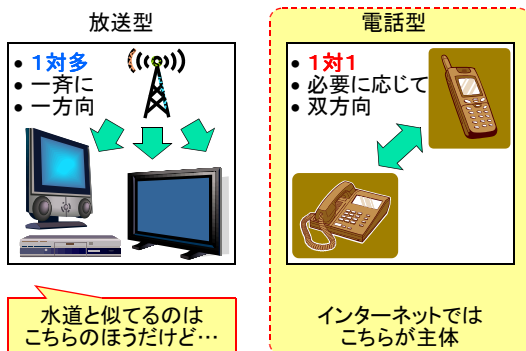 放送型
• 1対多
• 一斉に
• 一方向
水道と似てるのは
こちらのほうだけど…
電話型
• 1対1
• 必要に応じて
• 双方向
インターネットでは
こちらが主体